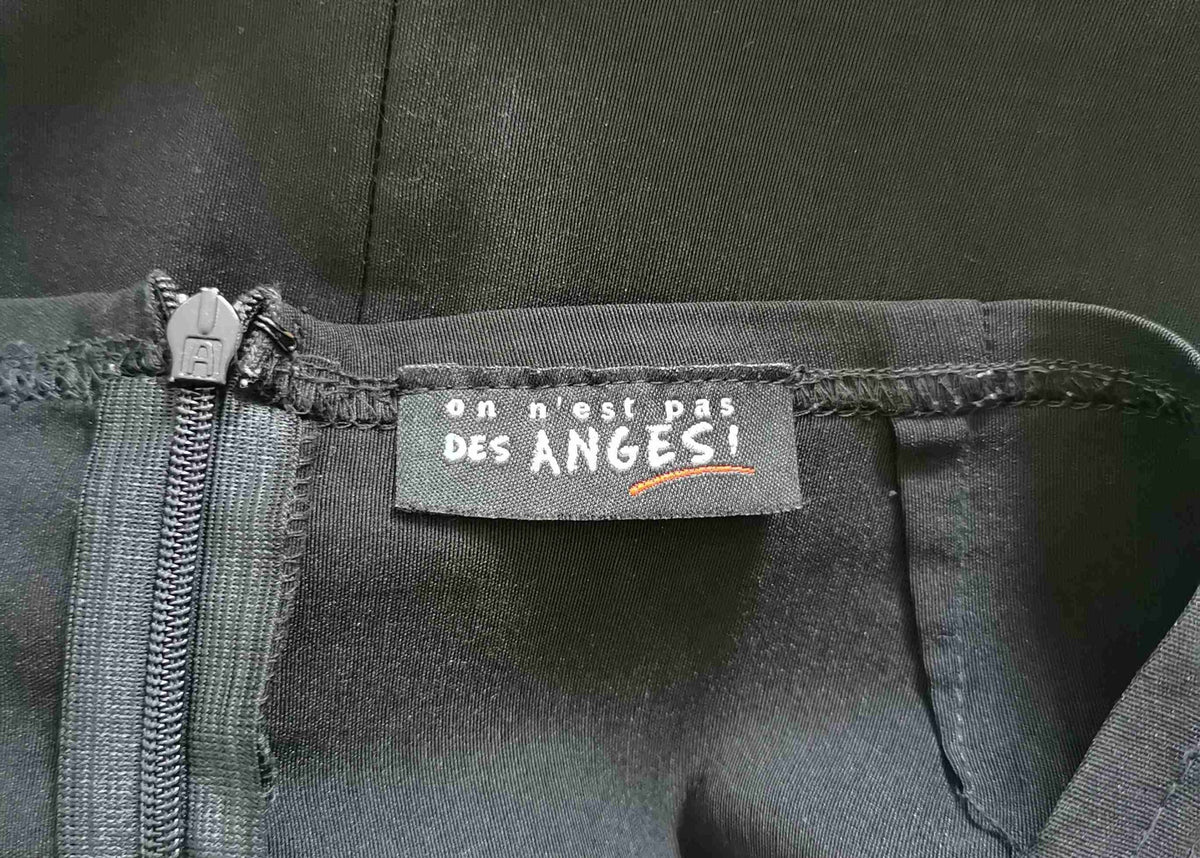 A
on n'est pas
DES ANGES!